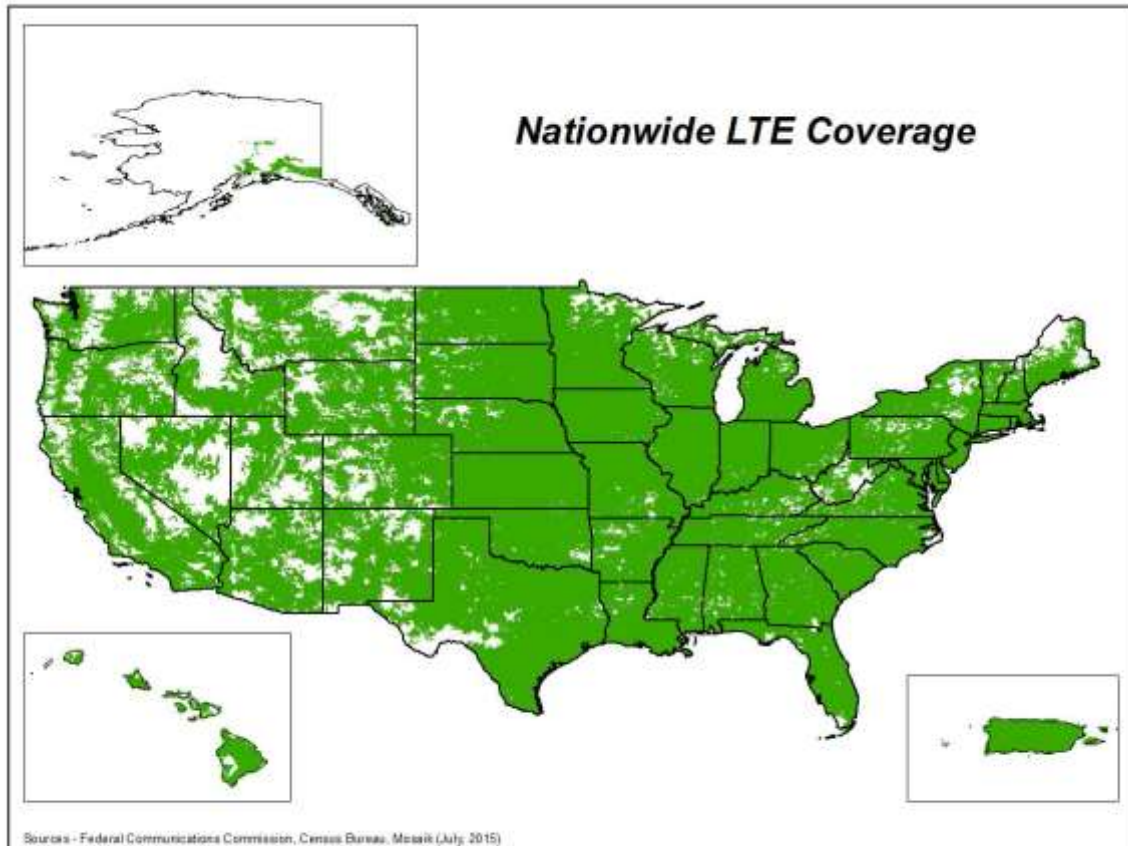 Nationwide LTE Coverage
Sources - Federal Communications Commission, Census Bureau, Mosaik (July, 2015)